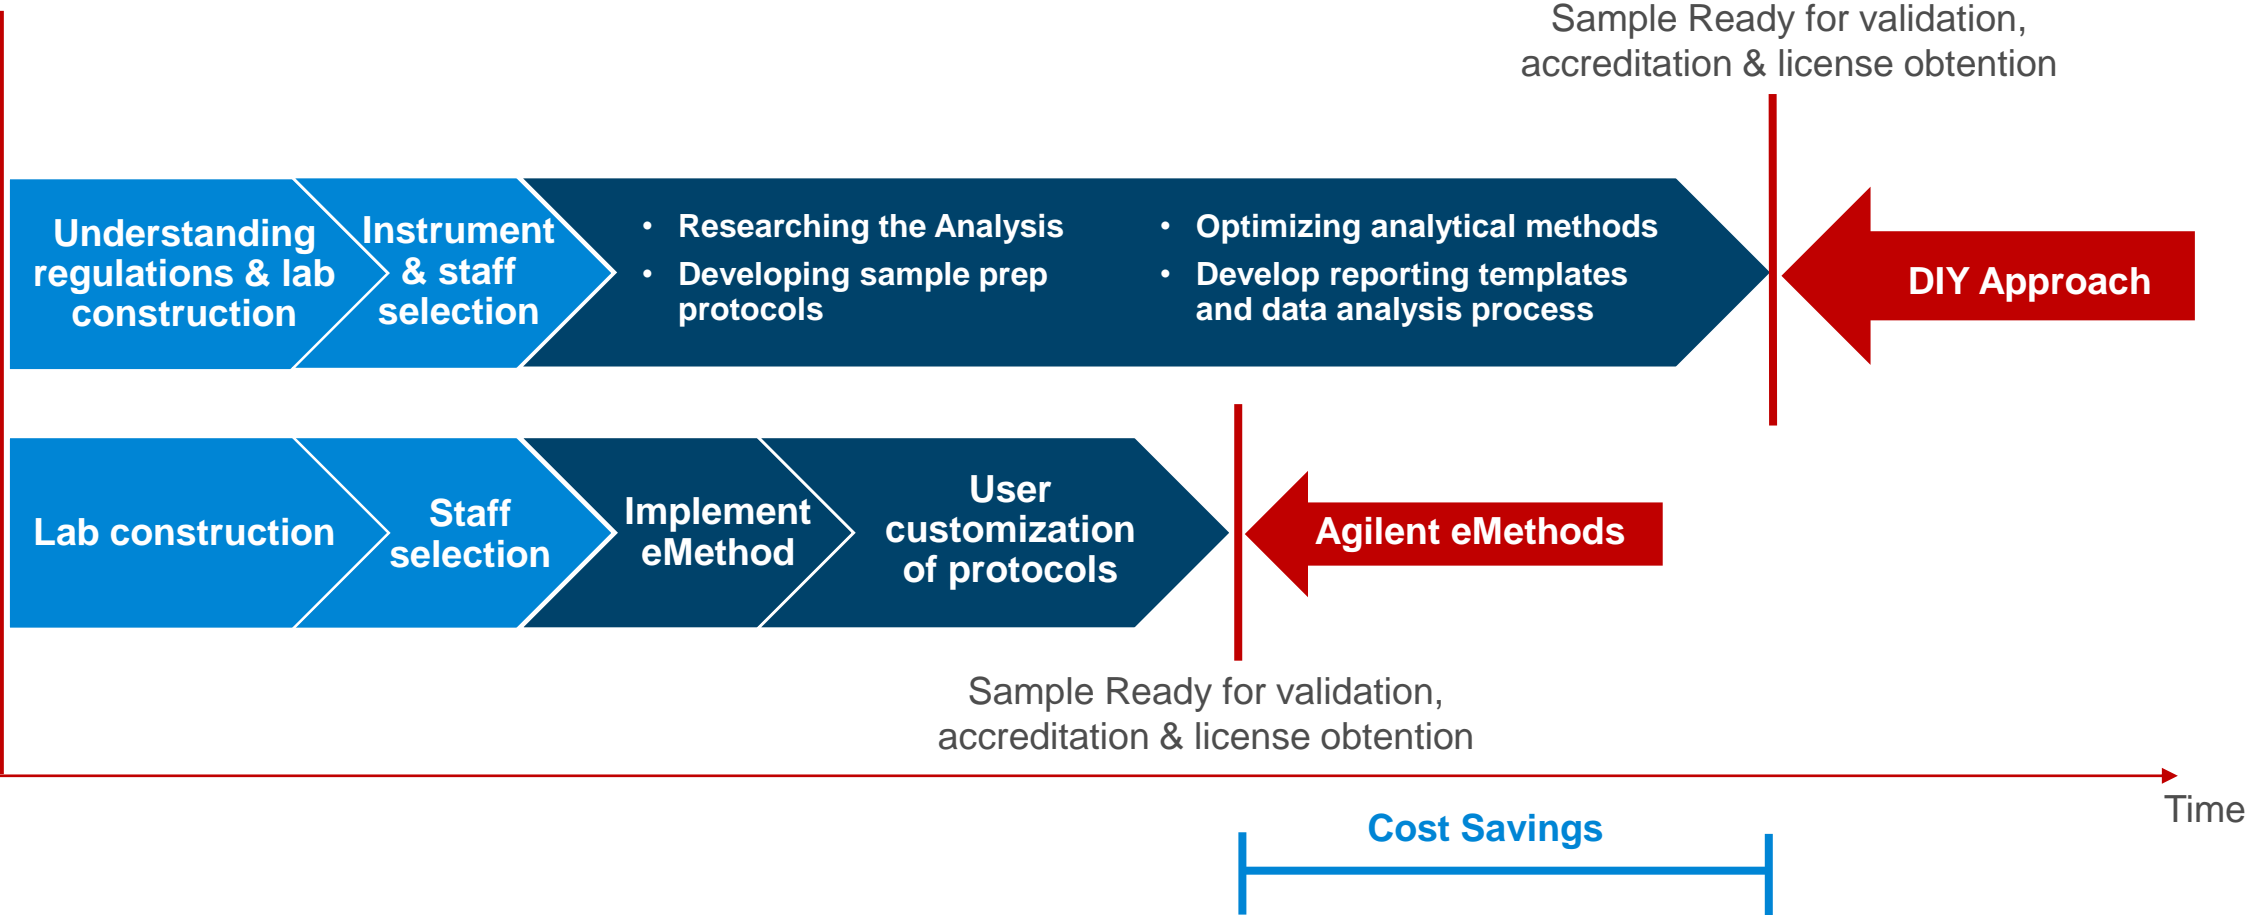 Sample Ready for validation,
accreditation & license obtention
Understanding
regulations & lab
construction
Instrument
& staff
selection
• Researching the Analysis
• Developing sample prep
protocols
• Optimizing analytical methods
• Develop reporting templates
and data analysis process
DIY Approach
Lab construction
Staff
selection
Implement
eMethod
User
customization
of protocols
Agilent eMethods
Sample Ready for validation,
accreditation & license obtention
Time
Cost Savings